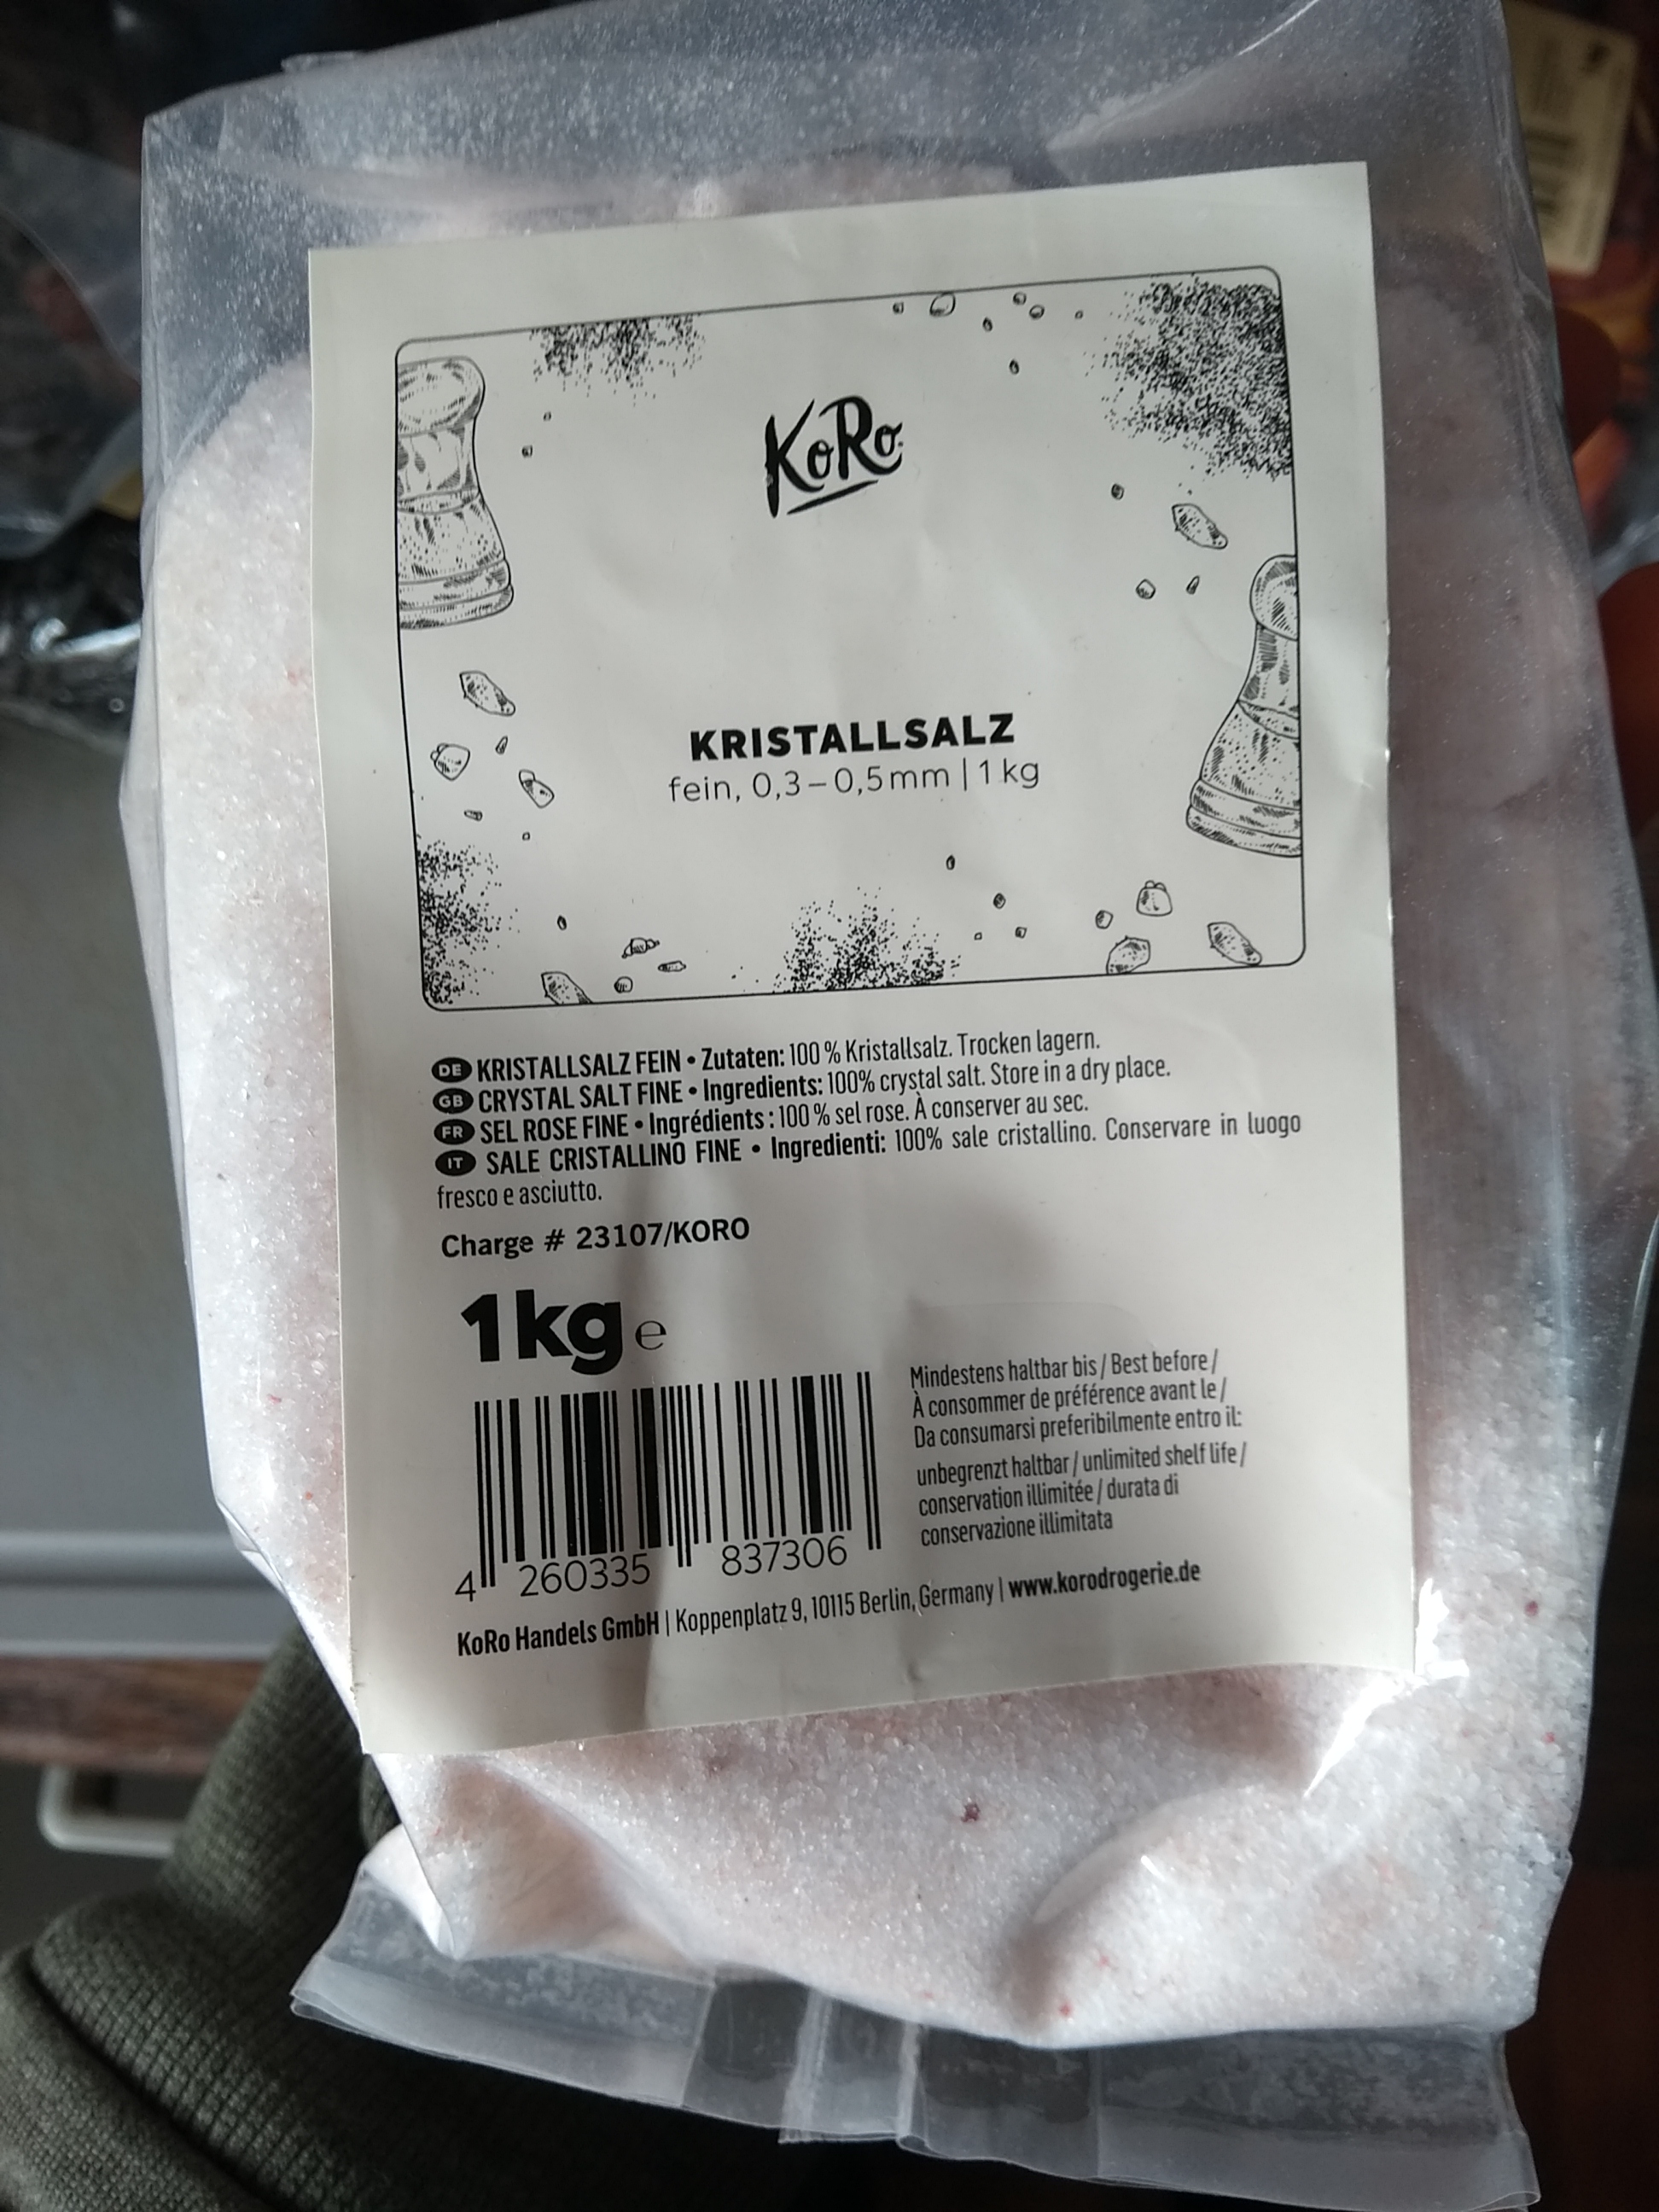 KoRo
KRISTALLSALZ
fein, 0,3 – 0,5 mm | 1 kg
DE KRISTALLSALZ FEIN • Zutaten: 100 % Kristallsalz. Trocken lagern.
GB CRYSTAL SALT FINE • Ingredients: 100% crystal salt. Store in a dry place.
FR SEL ROSE FINE • Ingrédients : 100 % sel rose. À conserver au sec.
IT SALE CRISTALLINO FINE • Ingredienti: 100% sale cristallino. Conservare in luogo
fresco e asciutto.
Charge # 23107/KORO
1 kg e
Mindestens haltbar bis / Best before /
À consommer de préférence avant le /
Da consumarsi preferibilmente entro il:
unbegrenzt haltbar / unlimited shelf life /
conservation illimitée / durata di
conservazione illimitata
4 260335 837306
KoRo Handels GmbH | Koppenplatz 9, 10115 Berlin, Germany | www.korodrogerie.de